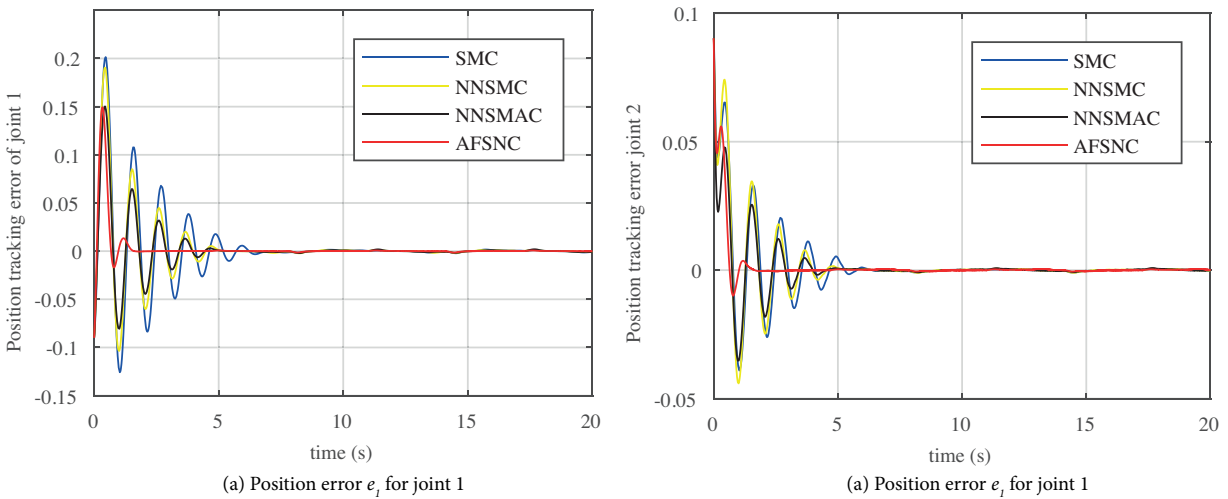 Position tracking error of joint 1
0.2
0.15
0.1
0.05
0
-0.05
-0.1
-0.15
SMC
NNSMC
NNSMAC
AFSNC
0 5 10 15 20
time (s)
(a) Position error e1 for joint 1
Position tracking error joint 2
0.1
0.05
0
-0.05
SMC
NNSMC
NNSMAC
AFSNC
0 5 10 15 20
time (s)
(a) Position error e1 for joint 1